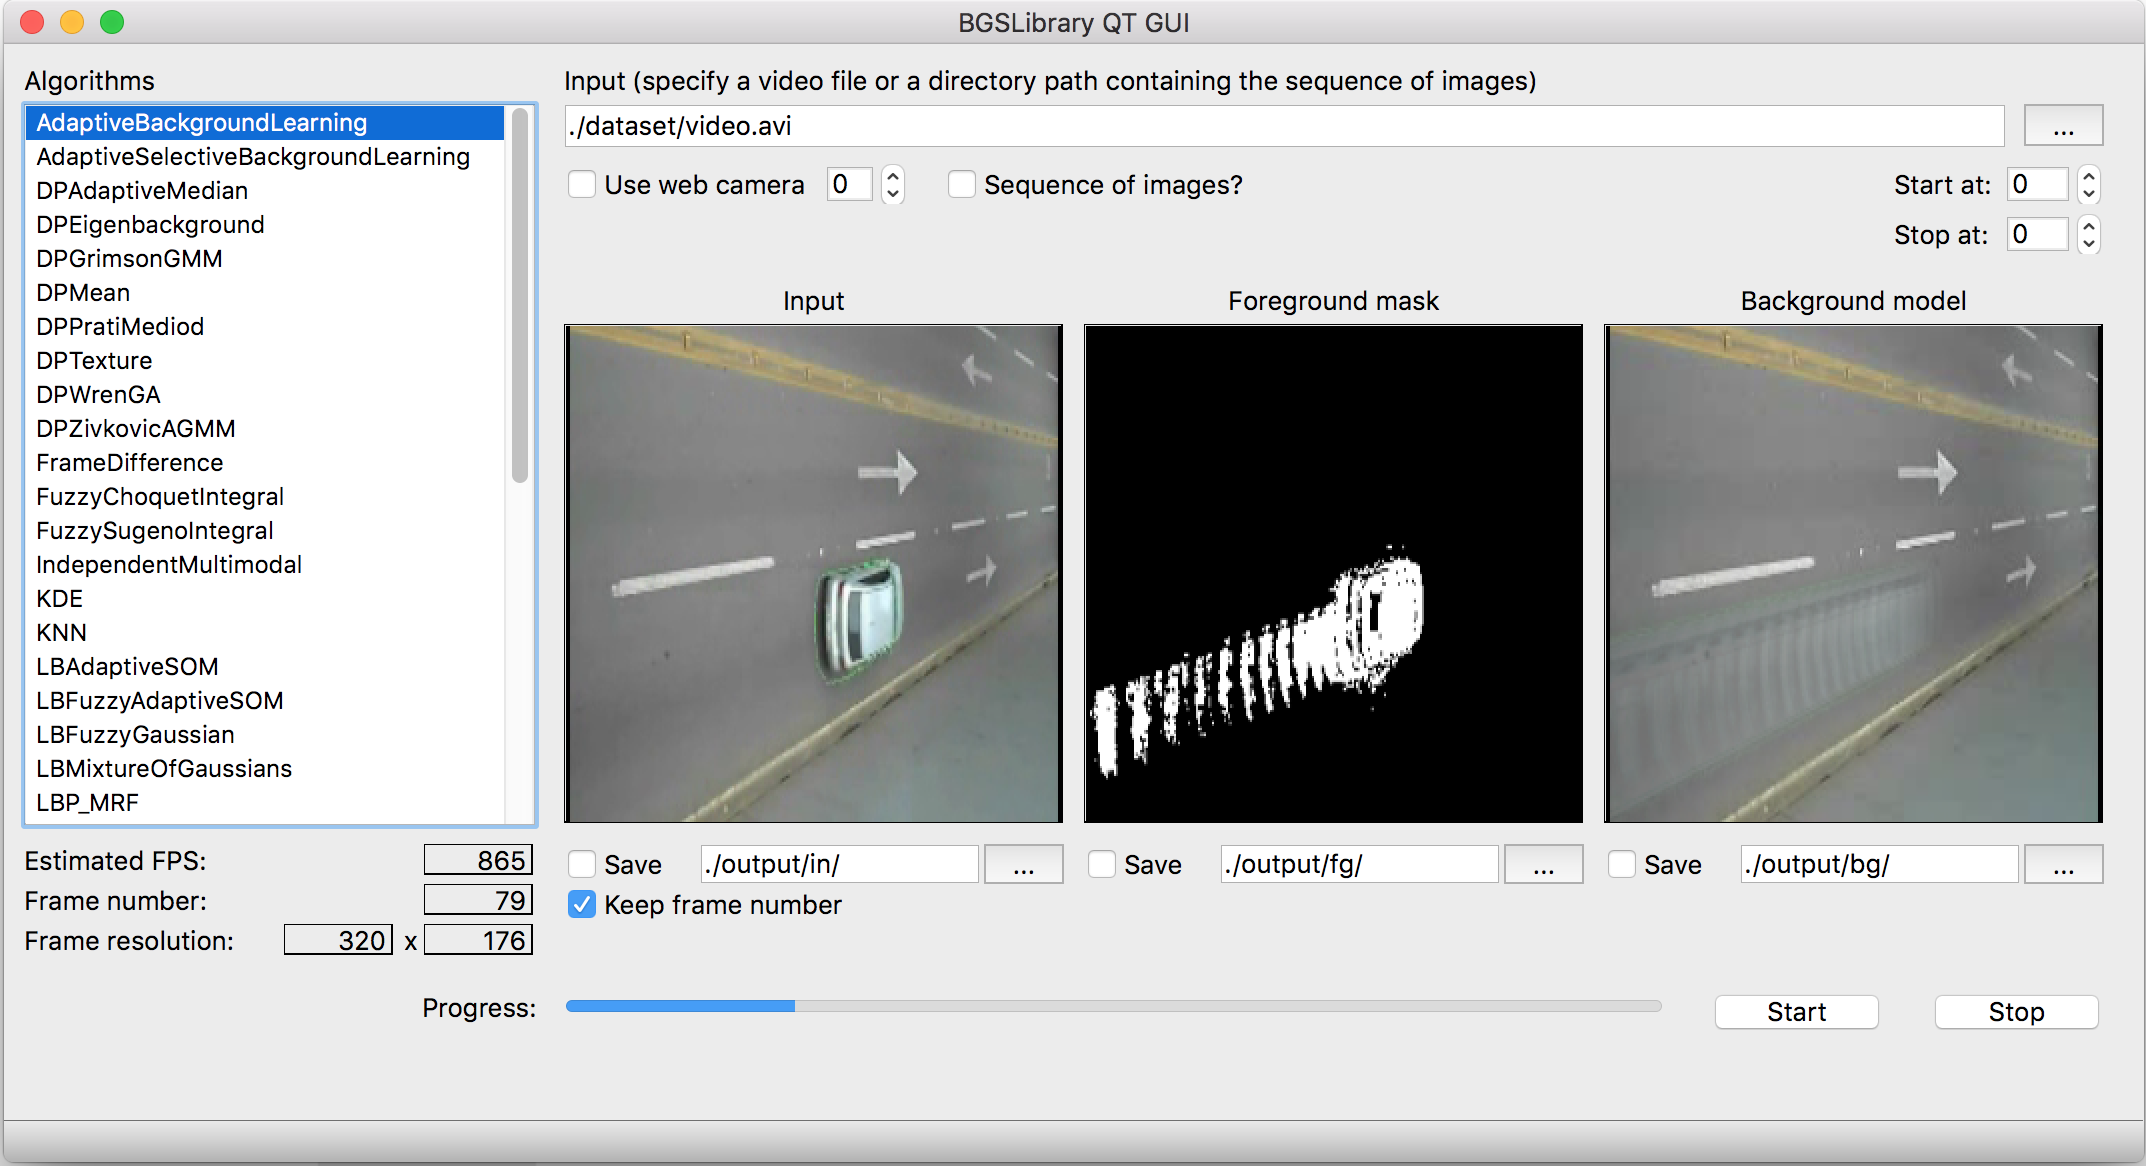 BGSLibrary QT GUI
Algorithms
AdaptiveBackgroundLearning
AdaptiveSelectiveBackgroundLearning
DPAdaptiveMedian
DPEigenbackground
DPGrimsonGMM
DPMean
DPPratiMediod
DPTexture
DPWrenGA
DPZivkovicAGMM
FrameDifference
FuzzyChoquetIntegral
FuzzySugenoIntegral
IndependentMultimodal
KDE
KNN
LBAdaptiveSOM
LBFuzzyAdaptiveSOM
LBFuzzyGaussian
LBMixtureOfGaussians
LBP_MRF
Estimated FPS: 865
Frame number: 79
Frame resolution: 320 x 176
Input (specify a video file or a directory path containing the sequence of images)
./dataset/video.avi ...
Use web camera 0 Sequence of images? Start at: 0
Stop at: 0
Input Foreground mask Background model
Save ./output/in/ ... Save ./output/fg/ ... Save ./output/bg/ ...
Keep frame number
Progress: Start Stop